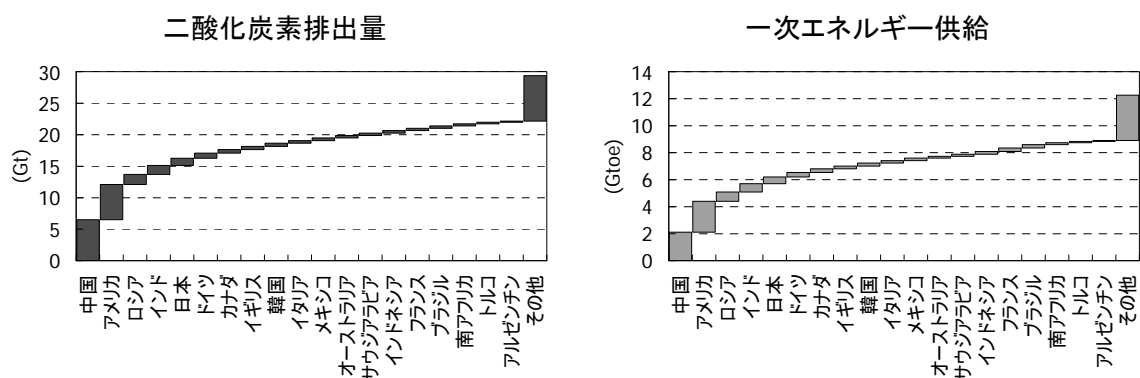 二酸化炭素排出量
(Gt)
30
25
20
15
10
5
0
中国
アメリカ
ロシア
インド
日本
ドイツ
カナダ
イギリス
韓国
イタリア
メキシコ
オーストラリア
サウジアラビア
インドネシア
フランス
ブラジル
南アフリカ
トルコ
アルゼンチン
その他
一次エネルギー供給
(Gtoe)
14
12
10
8
6
4
2
0
中国
アメリカ
ロシア
インド
日本
ドイツ
カナダ
イギリス
韓国
イタリア
メキシコ
オーストラリア
サウジアラビア
インドネシア
フランス
ブラジル
南アフリカ
トルコ
アルゼンチン
その他